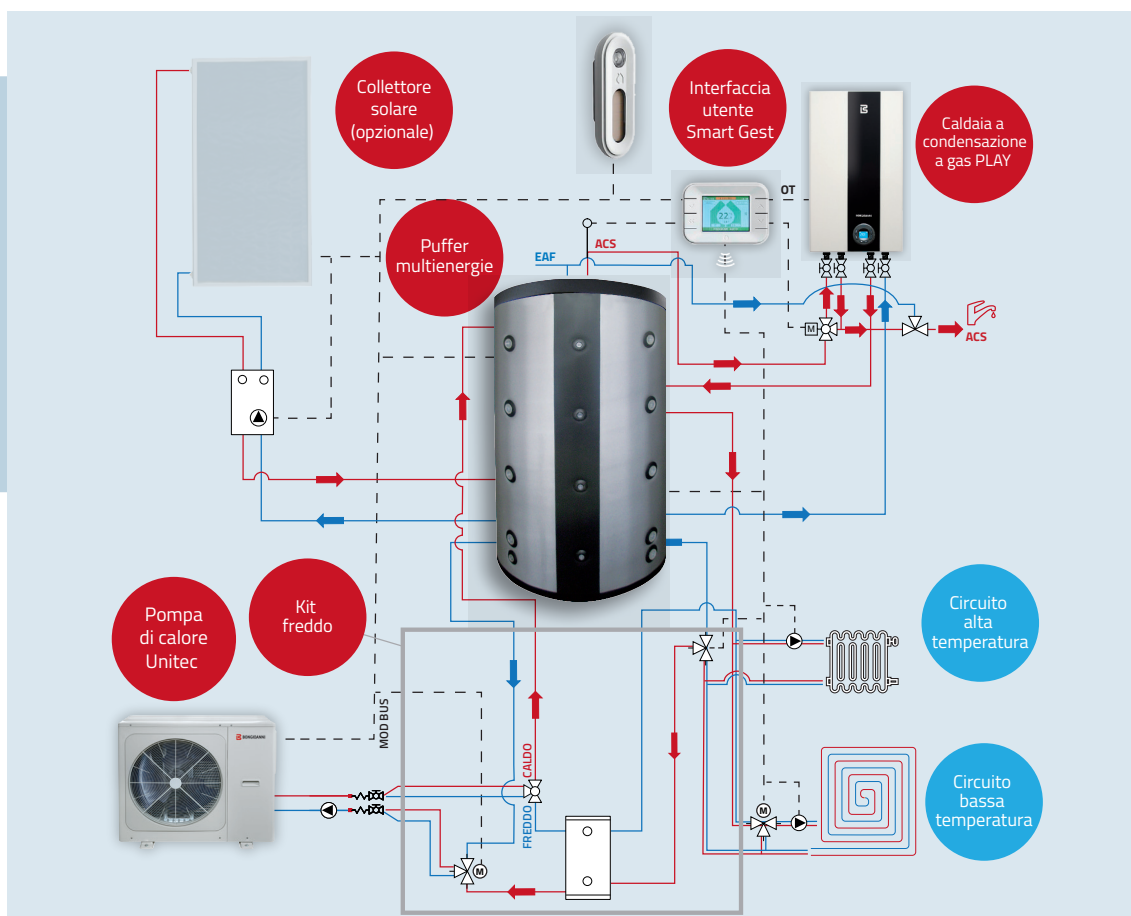 Collettore
solare
(opzionale)
Interfaccia
utente
Smart Gest
Caldaia a
condensazione
a gas PLAY
OT
Puffer
multienergie
EAF
ACS
M
ACS
Pompa
di calore
Unitec
Kit
freddo
Circuito
alta
temperatura
MOD BUS
BONGIOANNI
CALDO
FREDDO
M
M
Circuito
bassa
temperatura